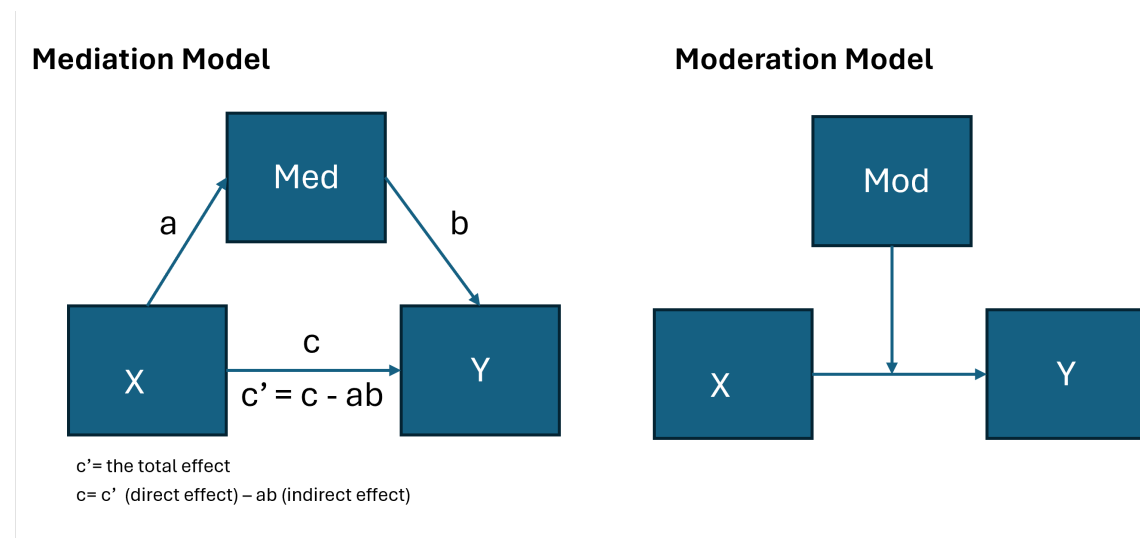 Mediation Model
Moderation Model
Med
Mod
a
b
c
X
Y
c’ = c - ab
X
Y
c’= the total effect
c= c’ (direct effect) – ab (indirect effect)